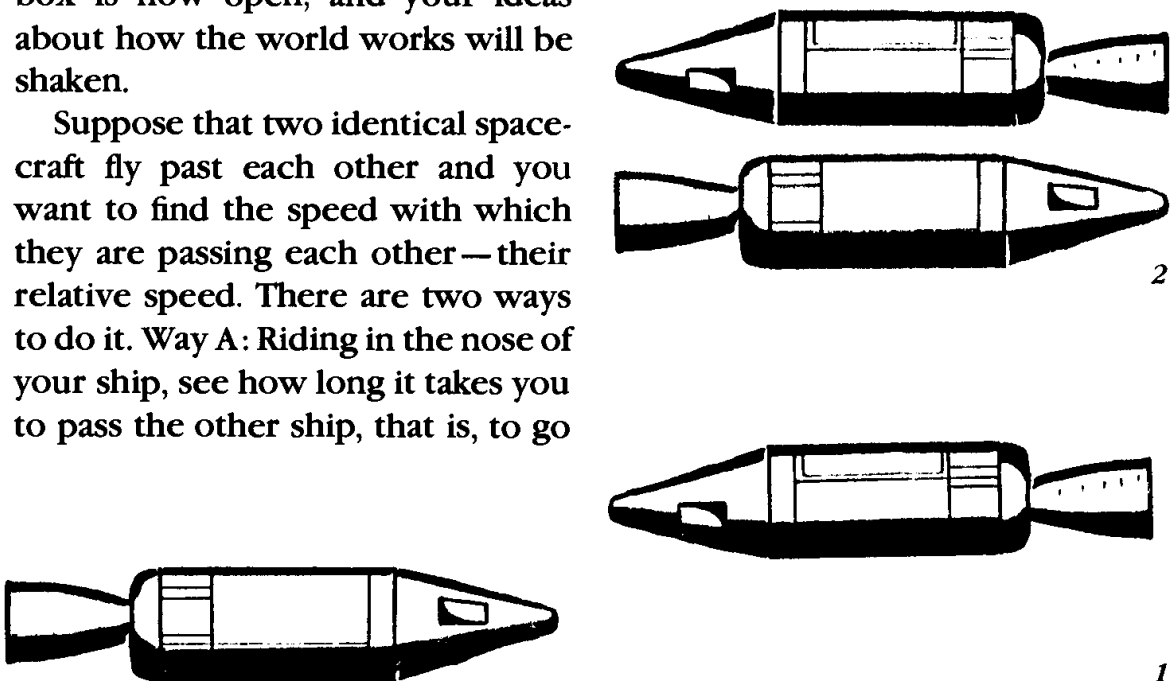 box is now open, and your ideas
about how the world works will be
shaken.
Suppose that two identical space-
craft fly past each other and you
want to find the speed with which
they are passing each other—their
relative speed. There are two ways
to do it. Way A: Riding in the nose of
your ship, see how long it takes you
to pass the other ship, that is, to go
2
1